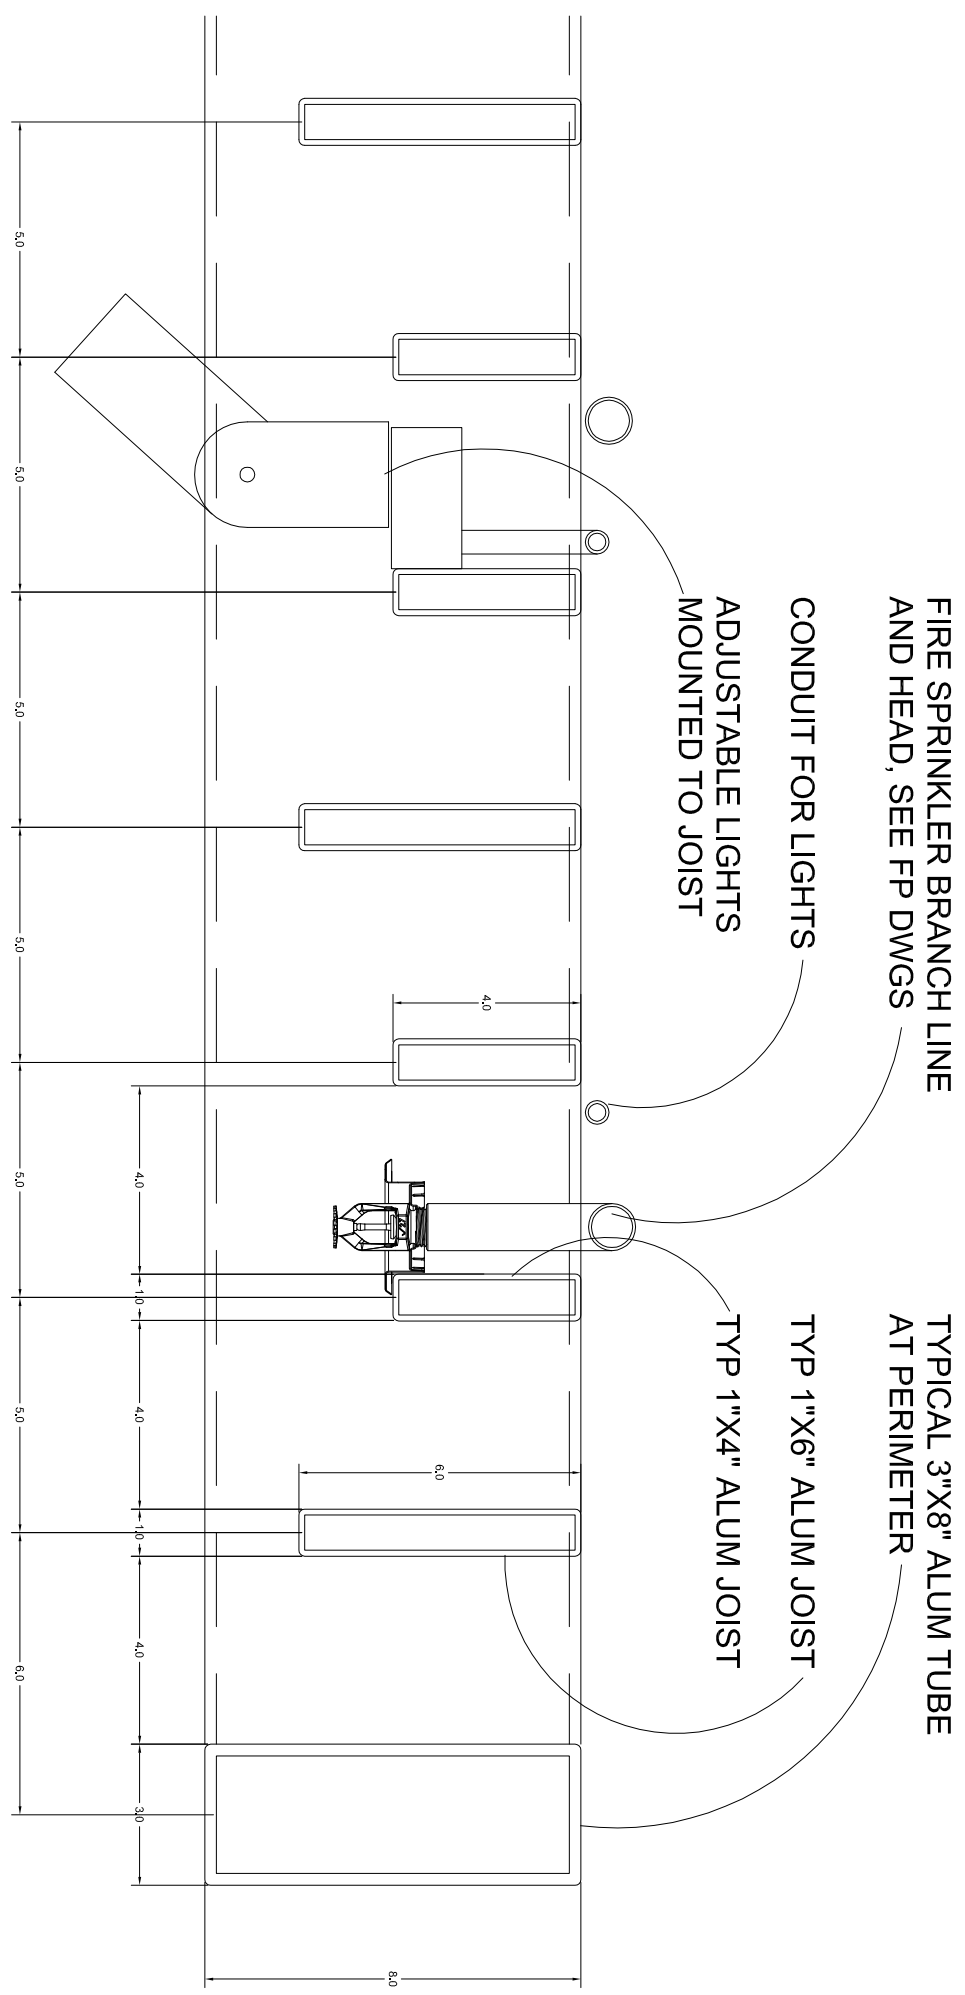 FIRE SPRINKLER BRANCH LINE
AND HEAD, SEE FP DWGS
CONDUIT FOR LIGHTS
ADJUSTABLE LIGHTS
MOUNTED TO JOIST
TYPICAL 3"X8" ALUM TUBE
AT PERIMETER
TYP 1"X6" ALUM JOIST
TYP 1"X4" ALUM JOIST
4.0
6.0
8.0
V27
4.0
1.0
4.0
1.0
4.0
3.0
5.0
5.0
5.0
5.0
5.0
5.0
6.0